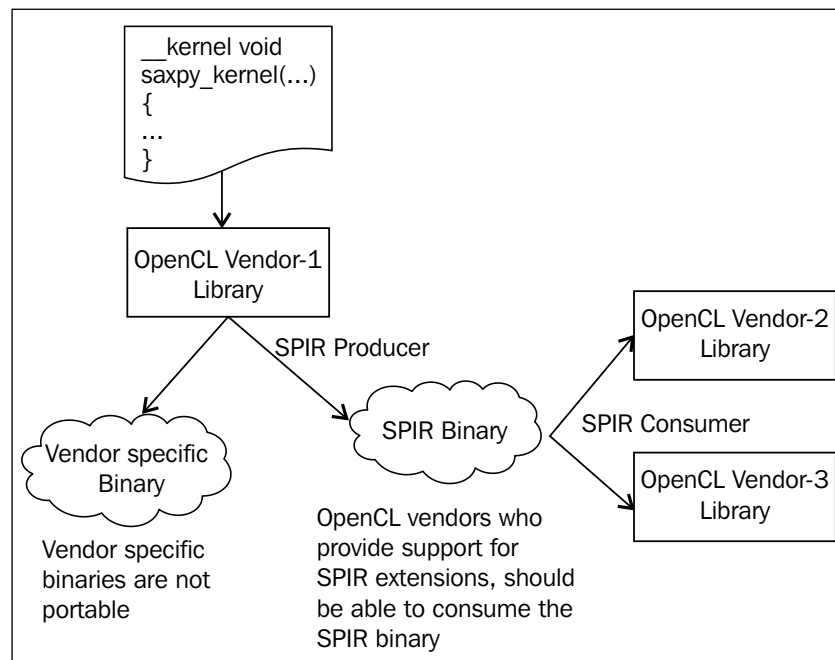 __kernel void
saxpy_kernel(...)
{
...
}
OpenCL Vendor-1
Library
SPIR Producer
OpenCL Vendor-2
Library
Vendor specific
Binary
SPIR Binary
SPIR Consumer
OpenCL Vendor-3
Library
Vendor specific
binaries are not
portable
OpenCL vendors who
provide support for
SPIR extensions, should
be able to consume the
SPIR binary